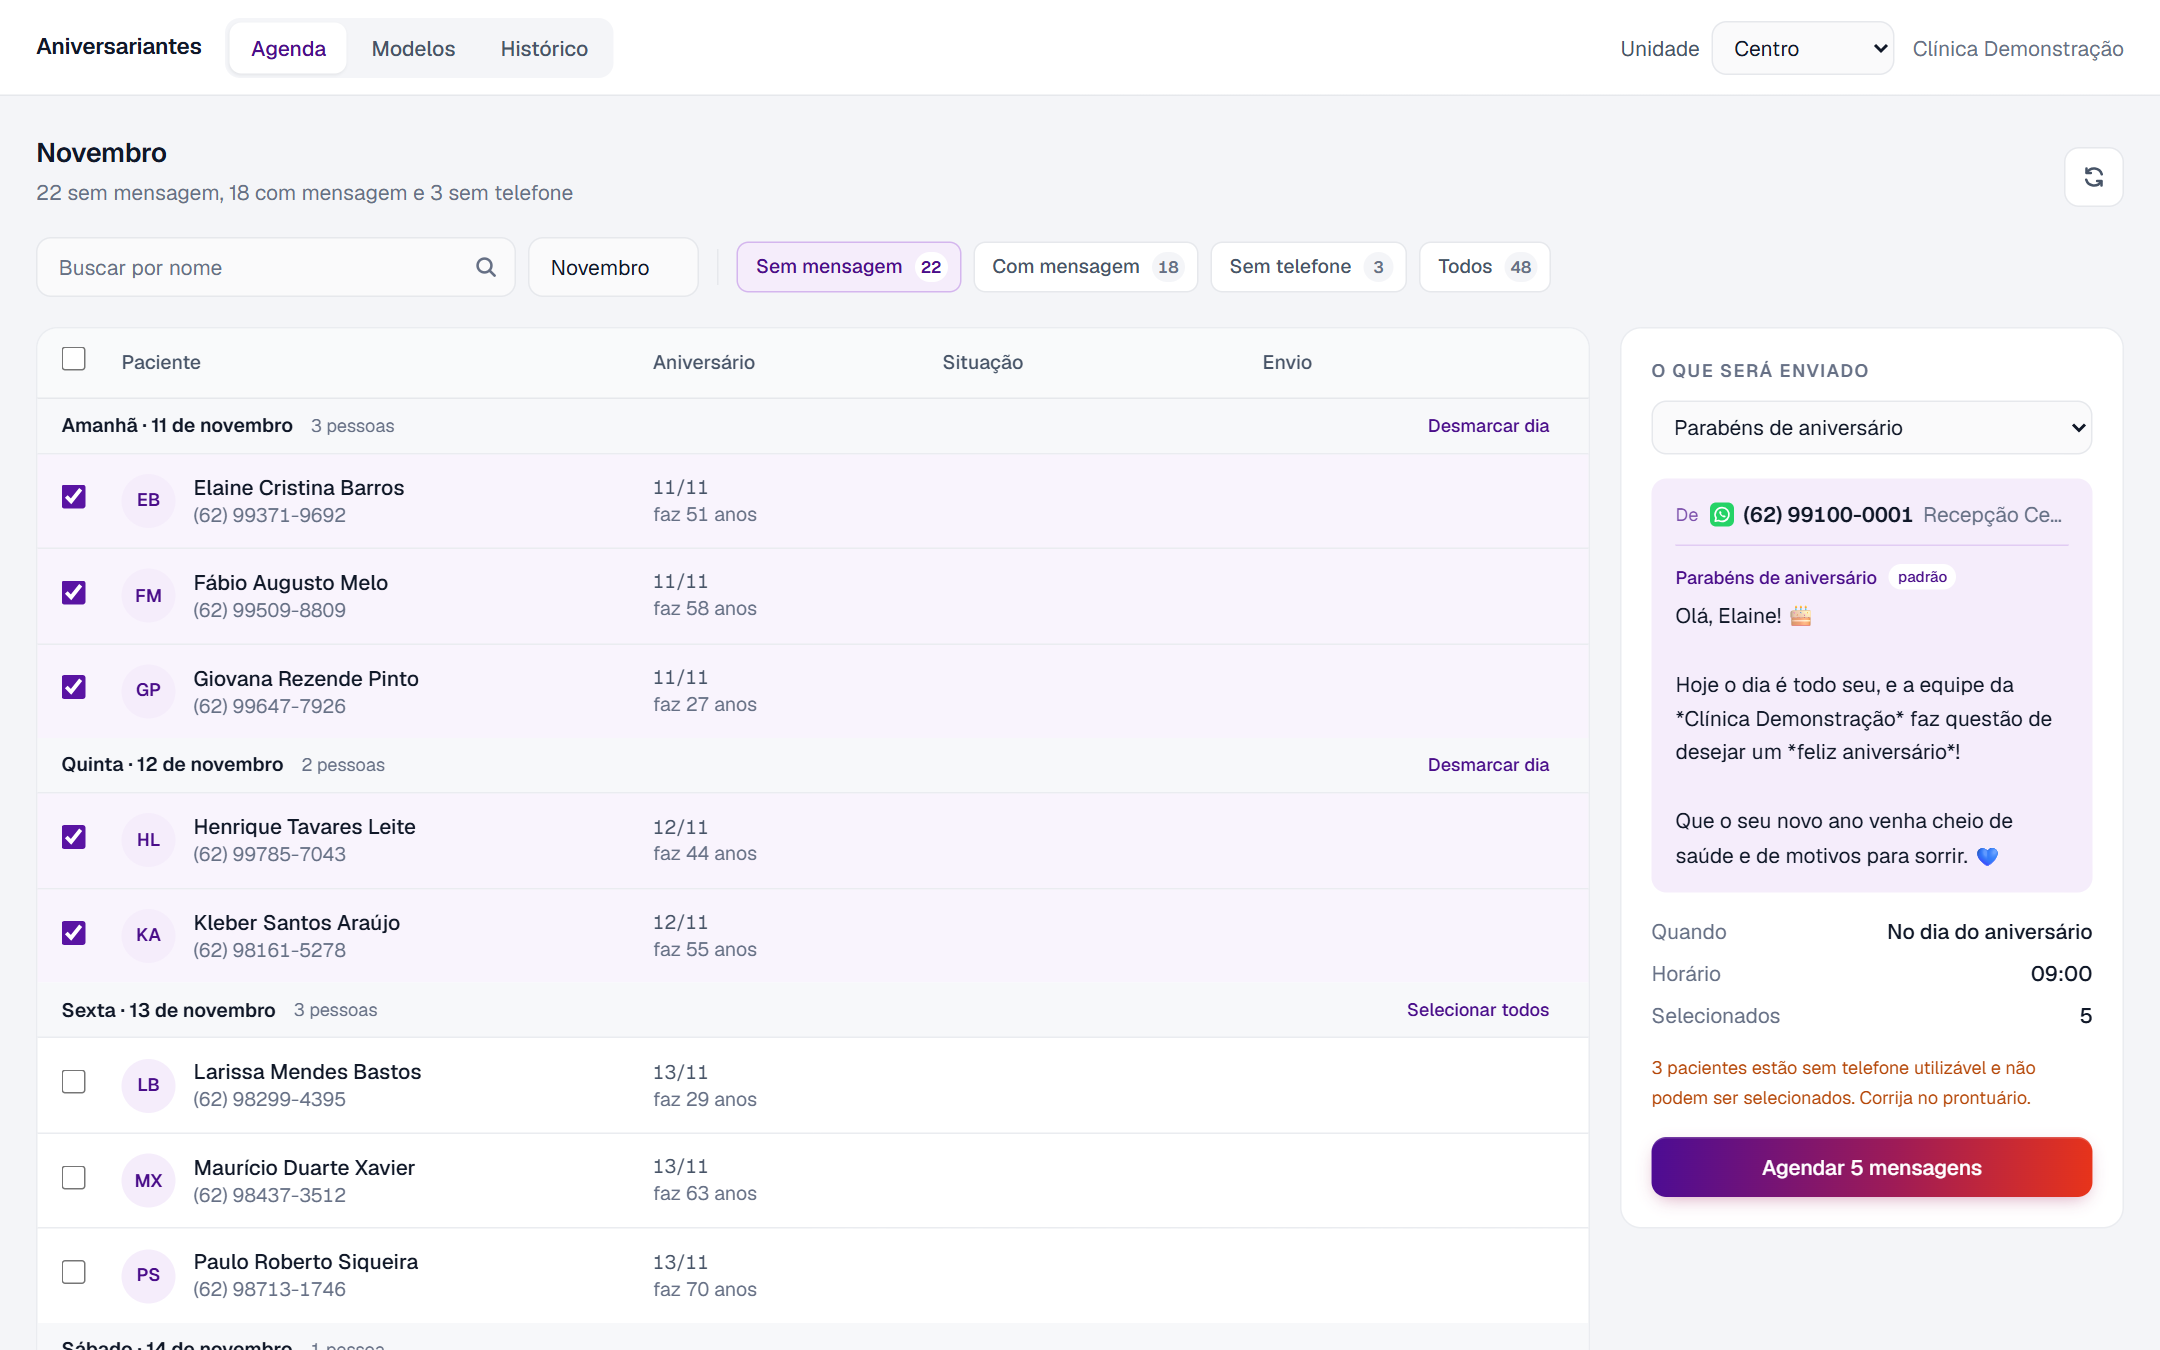 Aniversariantes
Agenda
Modelos
Histórico
Unidade
Centro
Clínica Demonstração
Novembro
22 sem mensagem, 18 com mensagem e 3 sem telefone
Buscar por nome
Novembro
Sem mensagem 22
Com mensagem 18
Sem telefone 3
Todos 48
Paciente
Aniversário
Situação
Envio
Amanhã · 11 de novembro 3 pessoas
Desmarcar dia
EB
Elaine Cristina Barros
(62) 99371-9692
11/11
faz 51 anos
FM
Fábio Augusto Melo
(62) 99509-8809
11/11
faz 58 anos
GP
Giovana Rezende Pinto
(62) 99647-7926
11/11
faz 27 anos
Quinta · 12 de novembro 2 pessoas
Desmarcar dia
HL
Henrique Tavares Leite
(62) 99785-7043
12/11
faz 44 anos
KA
Kleber Santos Araújo
(62) 98161-5278
12/11
faz 55 anos
Sexta · 13 de novembro 3 pessoas
Selecionar todos
LB
Larissa Mendes Bastos
(62) 98299-4395
13/11
faz 29 anos
MX
Maurício Duarte Xavier
(62) 98437-3512
13/11
faz 63 anos
PS
Paulo Roberto Siqueira
(62) 98713-1746
13/11
faz 70 anos
Sábado · 14 de novembro 1 pessoa
O QUE SERÁ ENVIADO
Parabéns de aniversário
De (62) 99100-0001 Recepção Ce...
Parabéns de aniversário padrão
Olá, Elaine! 🎂
Hoje o dia é todo seu, e a equipe da
*Clínica Demonstração* faz questão de
desejar um *feliz aniversário*!
Que o seu novo ano venha cheio de
saúde e de motivos para sorrir. 💙
Quando
No dia do aniversário
Horário
09:00
Selecionados
5
3 pacientes estão sem telefone utilizável e não
podem ser selecionados. Corrija no prontuário.
Agendar 5 mensagens